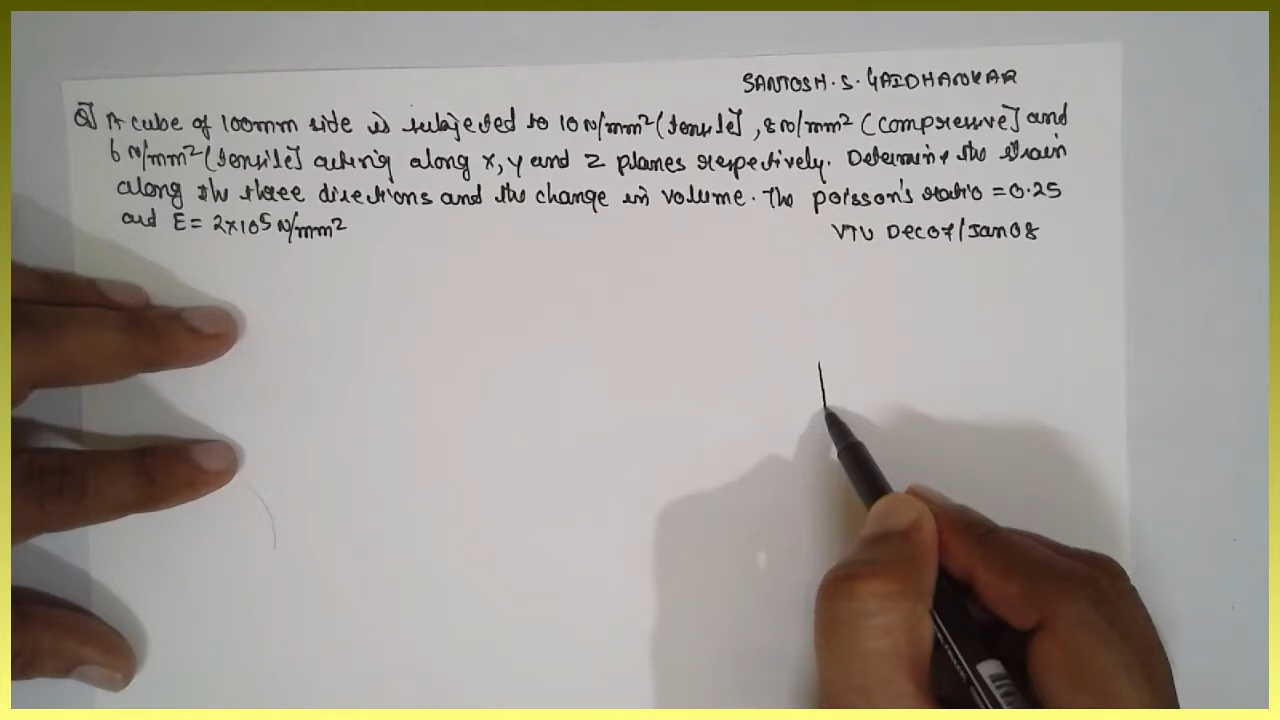 SANTOSH.S.GAIDHANKAR
Q] A cube of 100mm side is subjected to 10 N/mm² (tensile], 8 N/mm² (compressive] and
6 N/mm² (tensile] acting along x, y and z planes respectively. Determine the strain
along the three directions and the change in volume. The poisson's ratio = 0.25
and E = 2×10⁵ N/mm²
VTU Dec07/Jan08